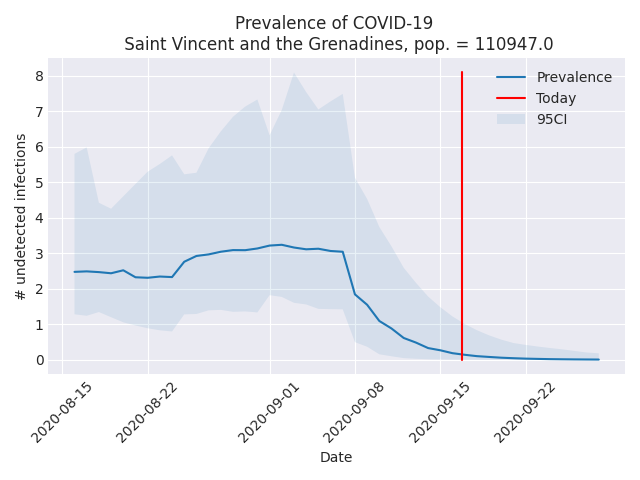 Prevalence of COVID-19
Saint Vincent and the Grenadines, pop. = 110947.0
Prevalence
Today
95CI
8
7
6
5
4
3
2
1
0
# undetected infections
2020-08-15
2020-08-22
2020-09-01
2020-09-08
2020-09-15
2020-09-22
Date